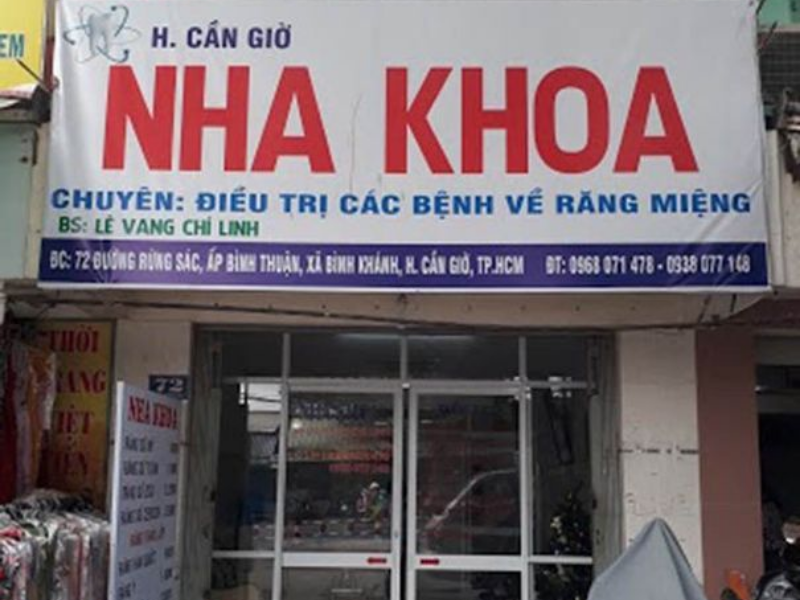 EM
H. CẦN GIỜ
NHA KHOA
CHUYÊN: ĐIỀU TRỊ CÁC BỆNH VỀ RĂNG MIỆNG
BS: LÊ VANG CHÍ LINH
ĐC: 72 ĐƯỜNG RỪNG SÁC, ẤP BÌNH THUẬN, XÃ BÌNH KHÁNH, H. CẦN GIỜ, TP.HCM ĐT: 0968 071 478 - 0938 077 148
THỜI
TRANG
VIỆT
72
NHA KHOA